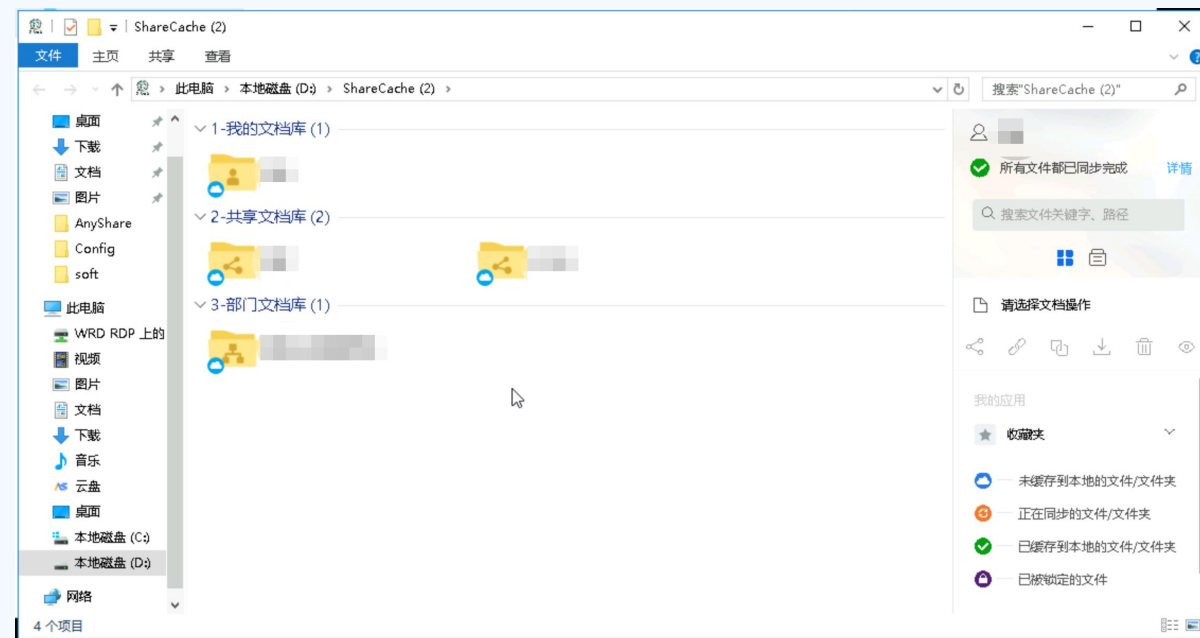 ShareCache (2)
文件 主页 共享 查看
此电脑 本地磁盘 (D:) ShareCache (2)
搜索"ShareCache (2)"
桌面
下载
文档
图片
AnyShare
Config
soft
此电脑
WRD RDP 上的
视频
图片
文档
下载
音乐
云盘
桌面
本地磁盘 (C:)
本地磁盘 (D:)
网络
4 个项目
1-我的文档库 (1)
2-共享文档库 (2)
3-部门文档库 (1)
所有文件都已同步完成 详情
搜索文件关键字、路径
请选择文档操作
我的应用
收藏夹
未缓存到本地的文件/文件夹
正在同步的文件/文件夹
已缓存到本地的文件/文件夹
已被锁定的文件